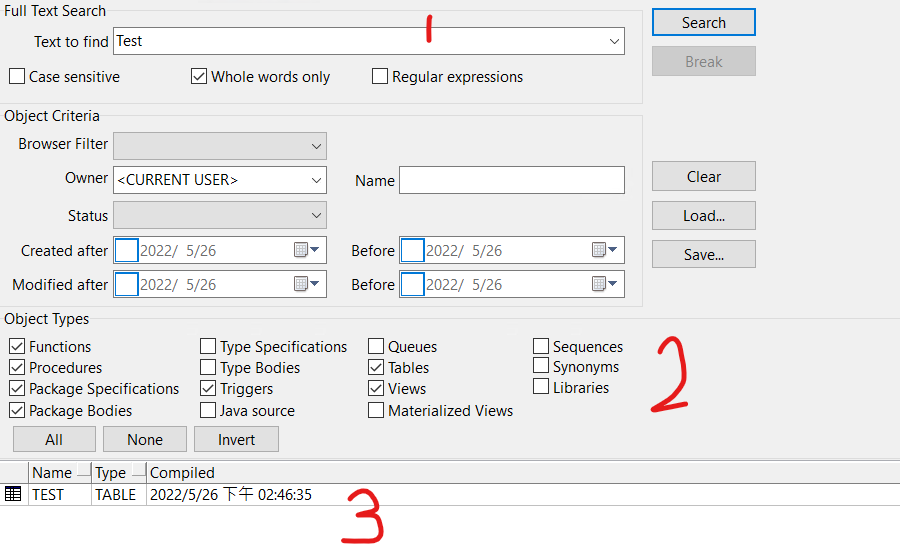 Full Text Search
1
Text to find Test Search
Case sensitive Whole words only Regular expressions Break
Object Criteria
Browser Filter
Owner <CURRENT USER> Name Clear
Status Load...
Created after 2022/ 5/26 Before 2022/ 5/26 Save...
Modified after 2022/ 5/26 Before 2022/ 5/26
Object Types
Functions Type Specifications Queues Sequences
Procedures Type Bodies Tables Synonyms
Package Specifications Triggers Views Libraries
2
Package Bodies Java source Materialized Views
All None Invert
Name Type Compiled
TEST TABLE 2022/5/26 下午 02:46:35
3